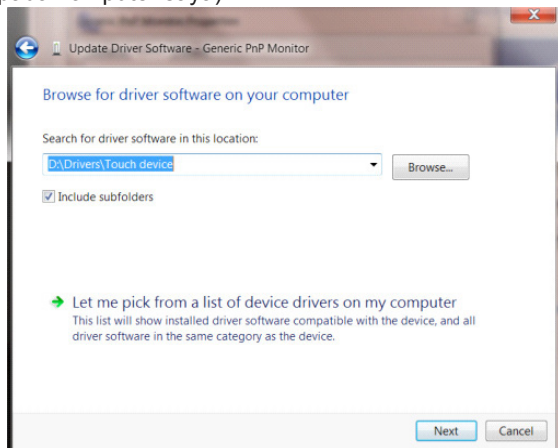 Update Driver Software - Generic PnP Monitor
Browse for driver software on your computer
Search for driver software in this location:
D:\Drivers\Touch device
Browse...
Include subfolders
Let me pick from a list of device drivers on my computer
This list will show installed driver software compatible with the device, and all
driver software in the same category as the device.
Next
Cancel